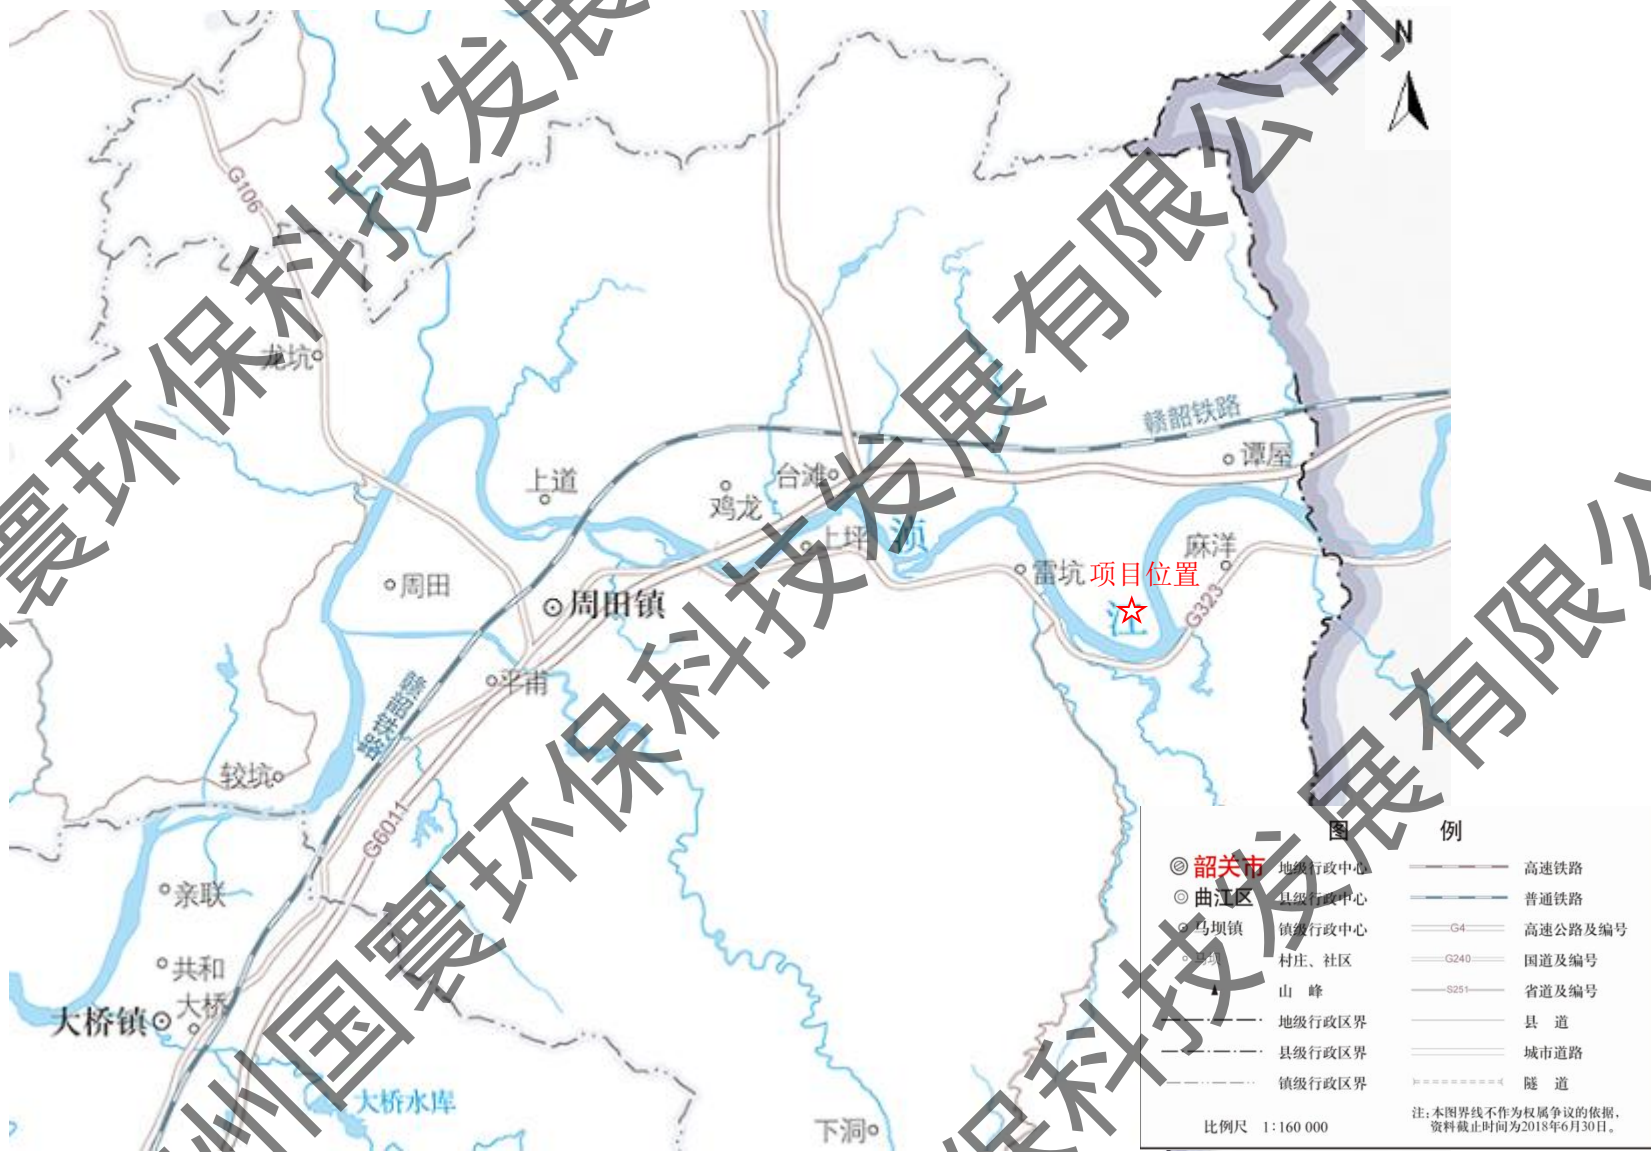 N
G106
龙坑
赣韶铁路
谭屋
上道
台滩
鸡龙
上坪
浈
麻洋
雷坑
项目位置
周田
周田镇
江
G323
平甫
赣韶铁路
较坑
G6011
亲联
共和
大桥
大桥镇
大桥水库
下洞
图 例
韶关市 地级行政中心 高速铁路
曲江区 县级行政中心 普通铁路
马坝镇 镇级行政中心 G4 高速公路及编号
马坝 村庄、社区 G240 国道及编号
山 峰 S251 省道及编号
地级行政区界 县 道
县级行政区界 城市道路
镇级行政区界 隧 道
比例尺 1:160 000
注:本图界线不作为权属争议的依据,
资料截止时间为2018年6月30日。
寰环保科技发展
州国寰环保科技发展有限公司
保科技发展有限公